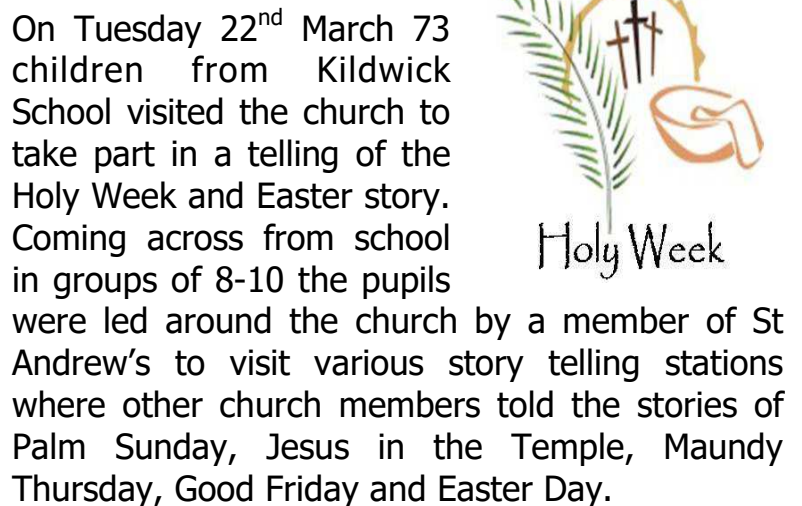 On Tuesday 22nd March 73
children from Kildwick
School visited the church to
take part in a telling of the
Holy Week and Easter story.
Coming across from school
in groups of 8-10 the pupils
Holy Week
were led around the church by a member of St
Andrew's to visit various story telling stations
where other church members told the stories of
Palm Sunday, Jesus in the Temple, Maundy
Thursday, Good Friday and Easter Day.